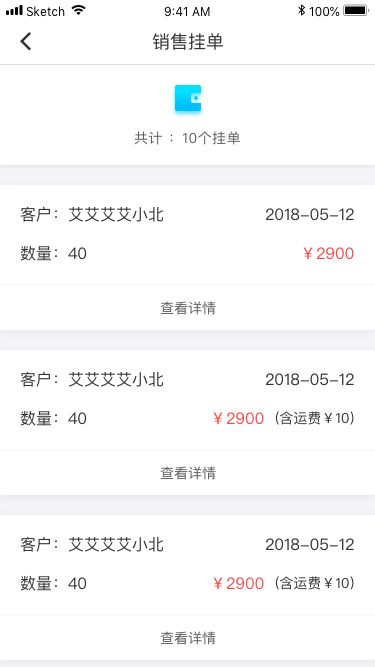 Sketch 9:41 AM 100%
销售挂单
共计 ：10个挂单
客户：艾艾艾艾小北 2018-05-12
数量：40 ￥2900
查看详情
客户：艾艾艾艾小北 2018-05-12
数量：40 ￥2900 (含运费￥10)
查看详情
客户：艾艾艾艾小北 2018-05-12
数量：40 ￥2900 (含运费￥10)
查看详情